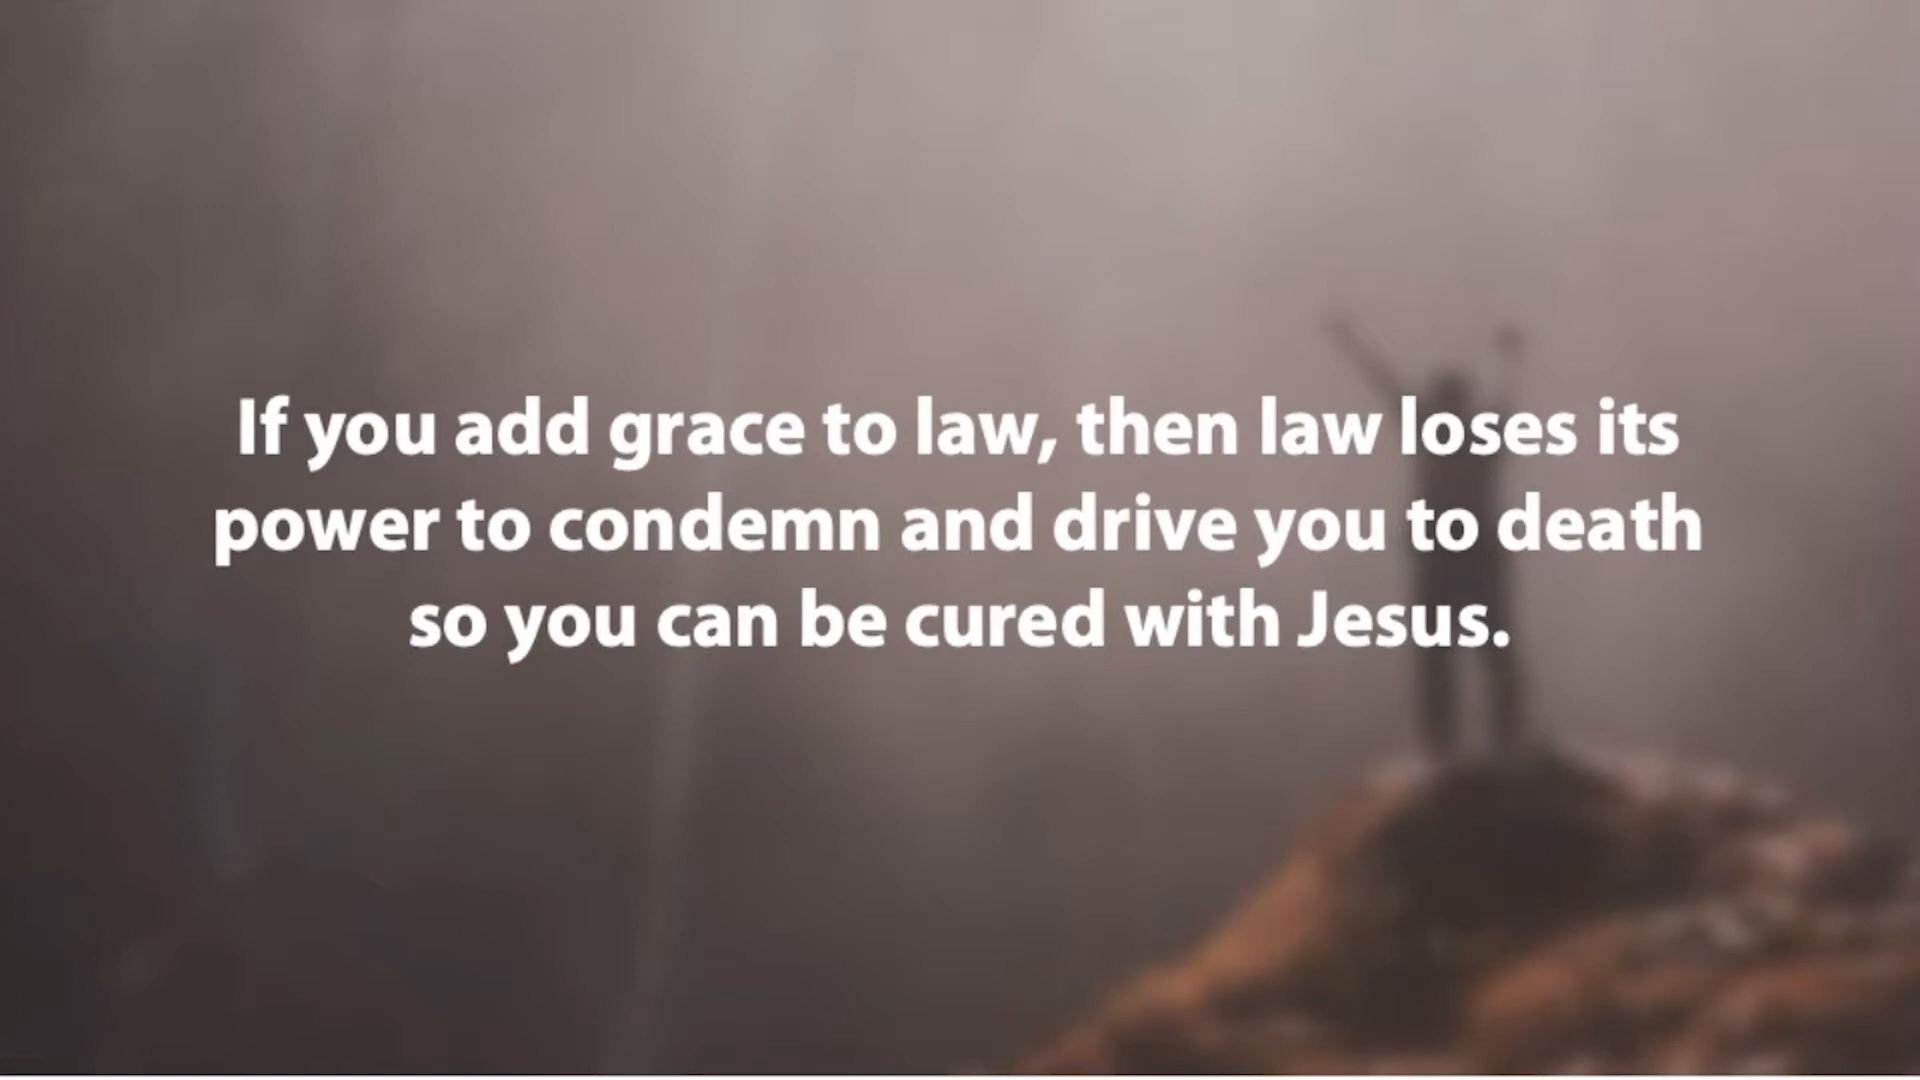 If you add grace to law, then law loses its
power to condemn and drive you to death
so you can be cured with Jesus.